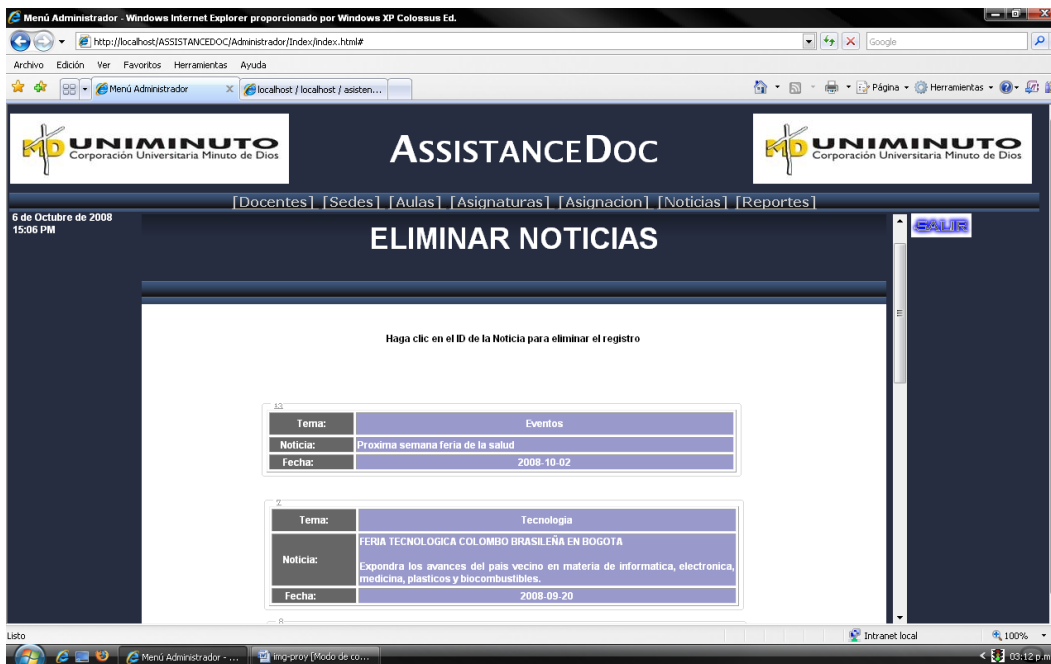 Menú Administrador - Windows Internet Explorer proporcionado por Windows XP Colossus Ed.
http://localhost/ASSISTANCEDOC/Administrador/Index/index.html#
Google
Archivo Edición Ver Favoritos Herramientas Ayuda
Menú Administrador
localhost / localhost / asisten...
Página
Herramientas
UNIMINUTO
Corporación Universitaria Minuto de Dios
ASSISTANCEDOC
UNIMINUTO
Corporación Universitaria Minuto de Dios
[Docentes] [Sedes] [Aulas] [Asignaturas] [Asignacion] [Noticias] [Reportes]
6 de Octubre de 2008
15:06 PM
ELIMINAR NOTICIAS
SALIR
Haga clic en el ID de la Noticia para eliminar el registro
13
Tema: Eventos
Noticia: Proxima semana feria de la salud
Fecha: 2008-10-02
7
Tema: Tecnologia
Noticia:
FERIA TECNOLOGICA COLOMBO BRASILEÑA EN BOGOTA
Expondra los avances del pais vecino en materia de informatica, electronica,
medicina, plasticos y biocombustibles.
Fecha: 2008-09-20
8
Listo
Intranet local
100%
Menú Administrador - ...
img-proy [Modo de co...
03:12 p.m